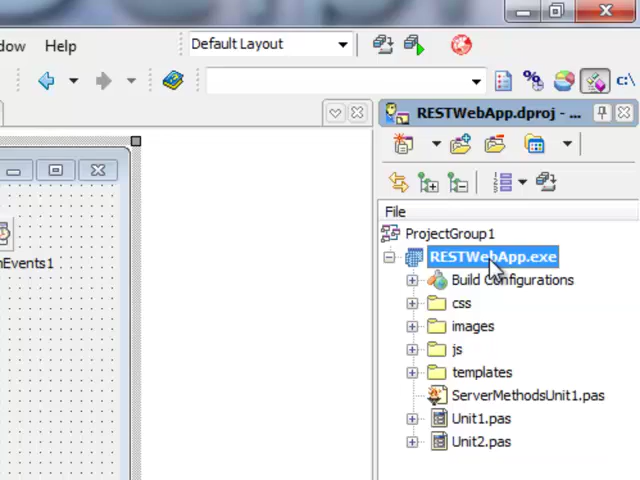 dow Help Default Layout
C:\
RESTWebApp.dproj - ...
File
ProjectGroup1
RESTWebApp.exe
Build Configurations
css
images
js
templates
ServerMethodsUnit1.pas
Unit1.pas
Unit2.pas
nEvents1